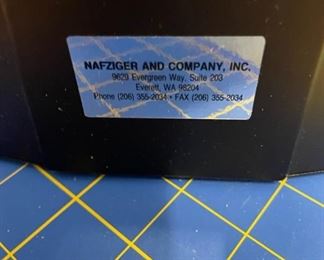 NAFZIGER AND COMPANY, INC.
9629 Evergreen Way, Suite 203
Everett, WA 98204
Phone (206) 355-2034 • FAX (206) 355-2034